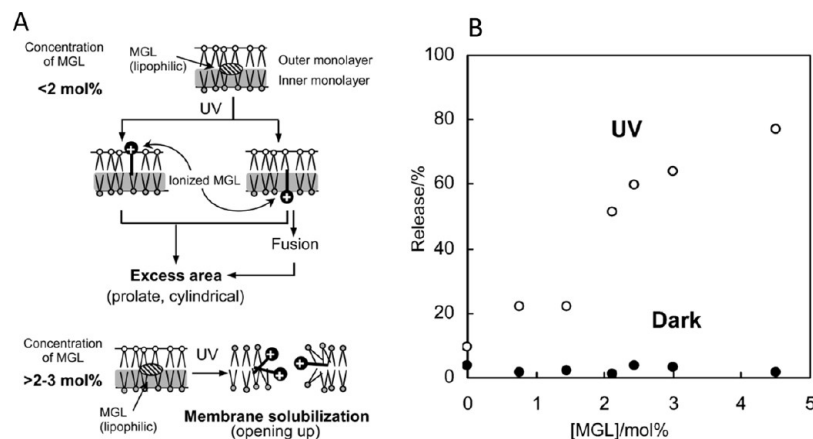 A
Concentration
of MGL
<2 mol%
MGL
(lipophilic)
Outer monolayer
Inner monolayer
UV
+
Ionized MGL
+
Fusion
Excess area
(prolate, cylindrical)
Concentration
of MGL
>2-3 mol%
UV
+
+
+
MGL
(lipophilic)
Membrane solubilization
(opening up)
B
100
80
60
40
20
0
Release/%
UV
Dark
0 1 2 3 4 5
[MGL]/mol%